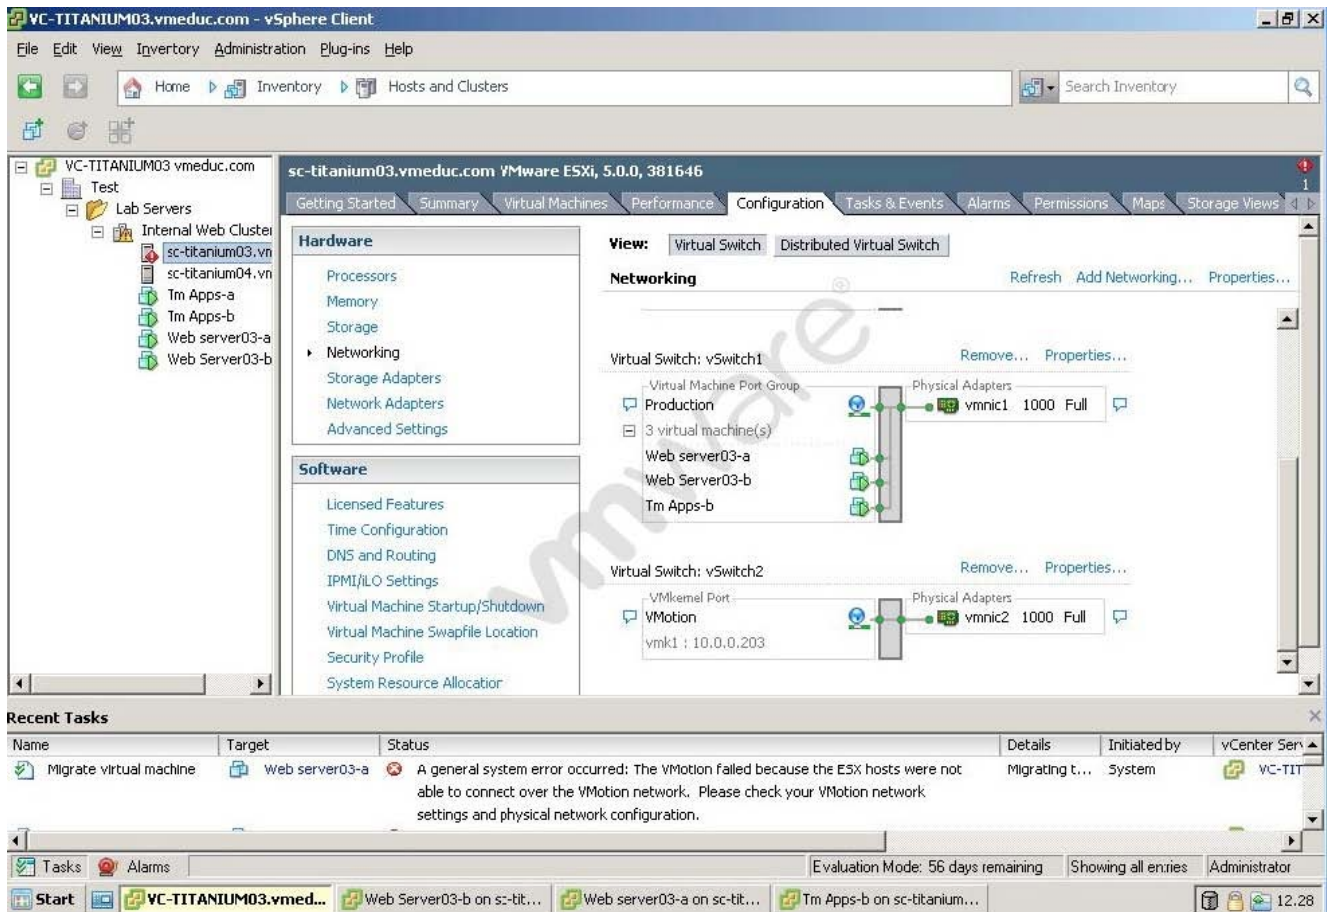 VC-TITANIUM03.vmeduc.com - vSphere Client
File Edit View Inventory Administration Plug-ins Help
Home Inventory Hosts and Clusters
Search Inventory
VC-TITANIUM03 vmeduc.com
Test
Lab Servers
Internal Web Cluster
sc-titanium03.vm
sc-titanium04.vm
Tm Apps-a
Tm Apps-b
Web server03-a
Web Server03-b
sc-titanium03.vmeduc.com VMware ESXi, 5.0.0, 381646
1
Getting Started Summary Virtual Machines Performance Configuration Tasks & Events Alarms Permissions Maps Storage Views
Hardware
Processors
Memory
Storage
Networking
Storage Adapters
Network Adapters
Advanced Settings
Software
Licensed Features
Time Configuration
DNS and Routing
IPMI/iLO Settings
Virtual Machine Startup/Shutdown
Virtual Machine Swapfile Location
Security Profile
System Resource Allocation
View: Virtual Switch Distributed Virtual Switch
Networking Refresh Add Networking... Properties...
Virtual Switch: vSwitch1 Remove... Properties...
Virtual Machine Port Group Physical Adapters
Production vmnic1 1000 Full
3 virtual machine(s)
Web server03-a
Web Server03-b
Tm Apps-b
Virtual Switch: vSwitch2 Remove... Properties...
VMkernel Port Physical Adapters
VMotion vmnic2 1000 Full
vmk1 : 10.0.0.203
vmware®
Recent Tasks
Name Target Status Details Initiated by vCenter Serv
Migrate virtual machine Web server03-a A general system error occurred: The VMotion failed because the ESX hosts were not Migrating t... System VC-TIT
able to connect over the VMotion network. Please check your VMotion network
settings and physical network configuration.
Tasks Alarms Evaluation Mode: 56 days remaining Showing all entries Administrator
Start VC-TITANIUM03.vmed... Web Server03-b on sc-tit... Web server03-a on sc-tit... Tm Apps-b on sc-titanium... 12.28